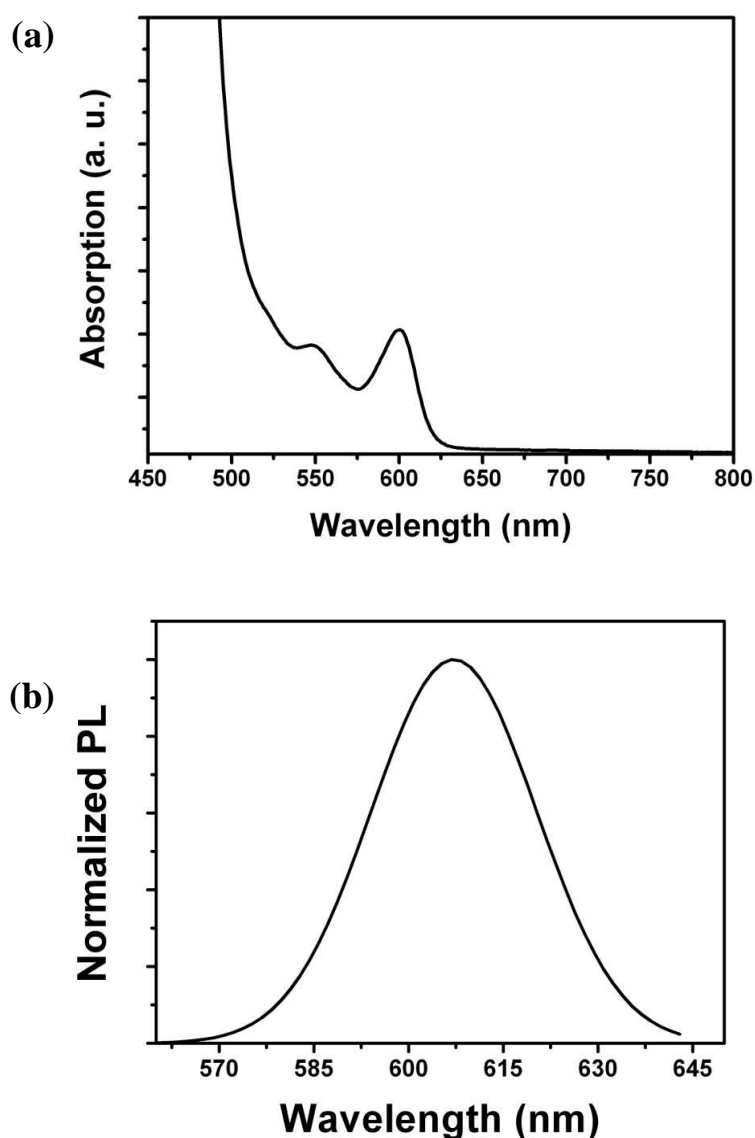 (a)
Absorption (a. u.)
450 500 550 600 650 700 750 800
Wavelength (nm)
(b)
Normalized PL
570 585 600 615 630 645
Wavelength (nm)